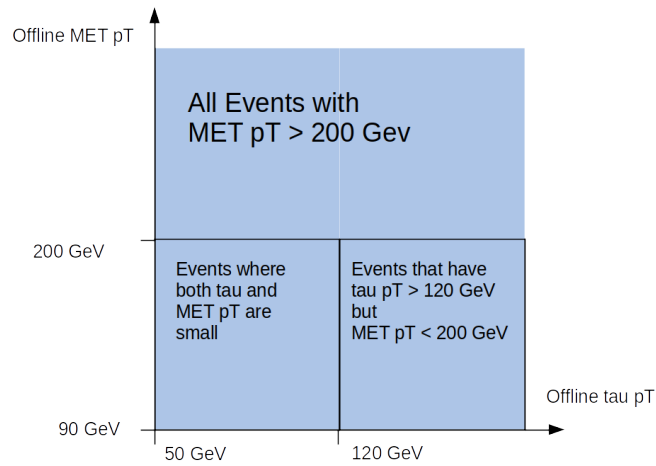 Offline MET pT
All Events with
MET pT > 200 Gev
200 GeV
Events where
both tau and
MET pT are
small
Events that have
tau pT > 120 GeV
but
MET pT < 200 GeV
Offline tau pT
90 GeV
50 GeV
120 GeV